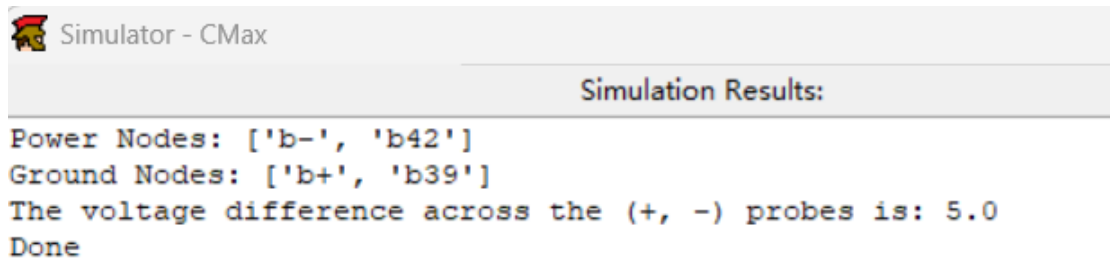 Simulator - CMax
Simulation Results:
Power Nodes: ['b-', 'b42']
Ground Nodes: ['b+', 'b39']
The voltage difference across the (+, -) probes is: 5.0
Done